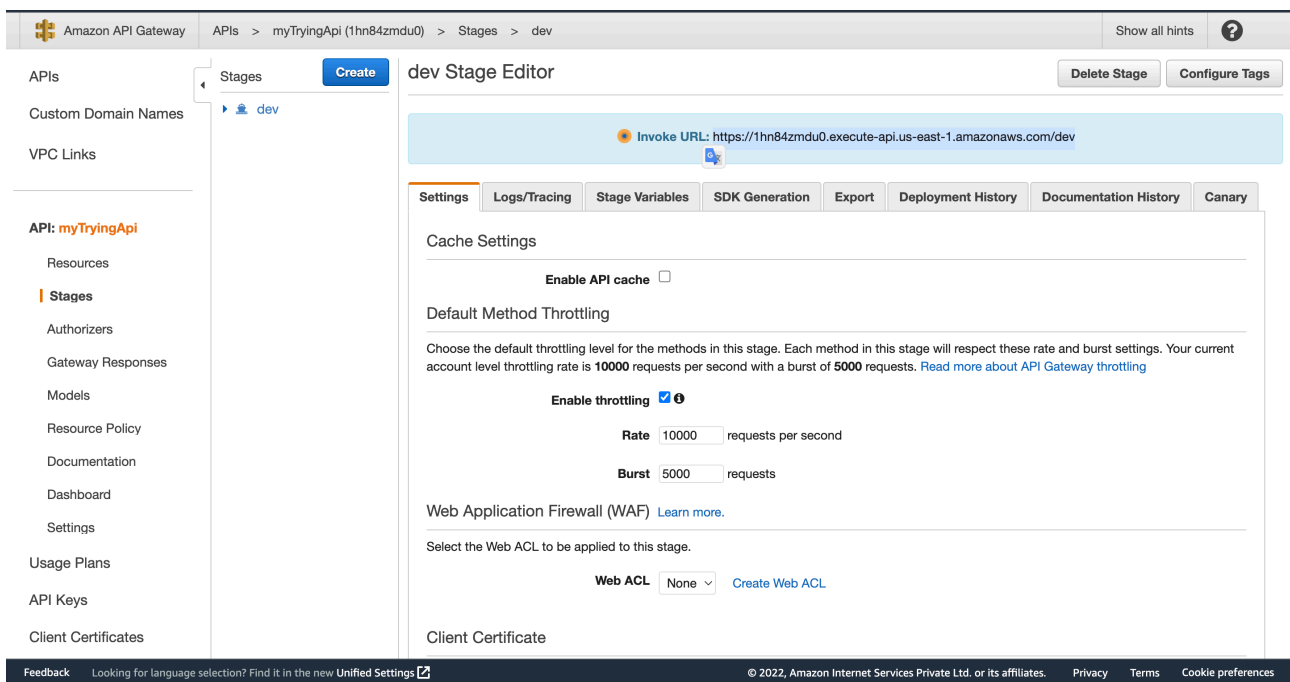 Amazon API Gateway APIs > myTryingApi (1hn84zmdu0) > Stages > dev Show all hints ?
APIs
Custom Domain Names
VPC Links
API: myTryingApi
Resources
Stages
Authorizers
Gateway Responses
Models
Resource Policy
Documentation
Dashboard
Settings
Usage Plans
API Keys
Client Certificates
Stages Create
dev
dev Stage Editor Delete Stage Configure Tags
Invoke URL: https://1hn84zmdu0.execute-api.us-east-1.amazonaws.com/dev
Settings Logs/Tracing Stage Variables SDK Generation Export Deployment History Documentation History Canary
Cache Settings
Enable API cache
Default Method Throttling
Choose the default throttling level for the methods in this stage. Each method in this stage will respect these rate and burst settings. Your current
account level throttling rate is 10000 requests per second with a burst of 5000 requests. Read more about API Gateway throttling
Enable throttling
Rate 10000 requests per second
Burst 5000 requests
Web Application Firewall (WAF) Learn more.
Select the Web ACL to be applied to this stage.
Web ACL None Create Web ACL
Client Certificate
Feedback Looking for language selection? Find it in the new Unified Settings © 2022, Amazon Internet Services Private Ltd. or its affiliates. Privacy Terms Cookie preferences